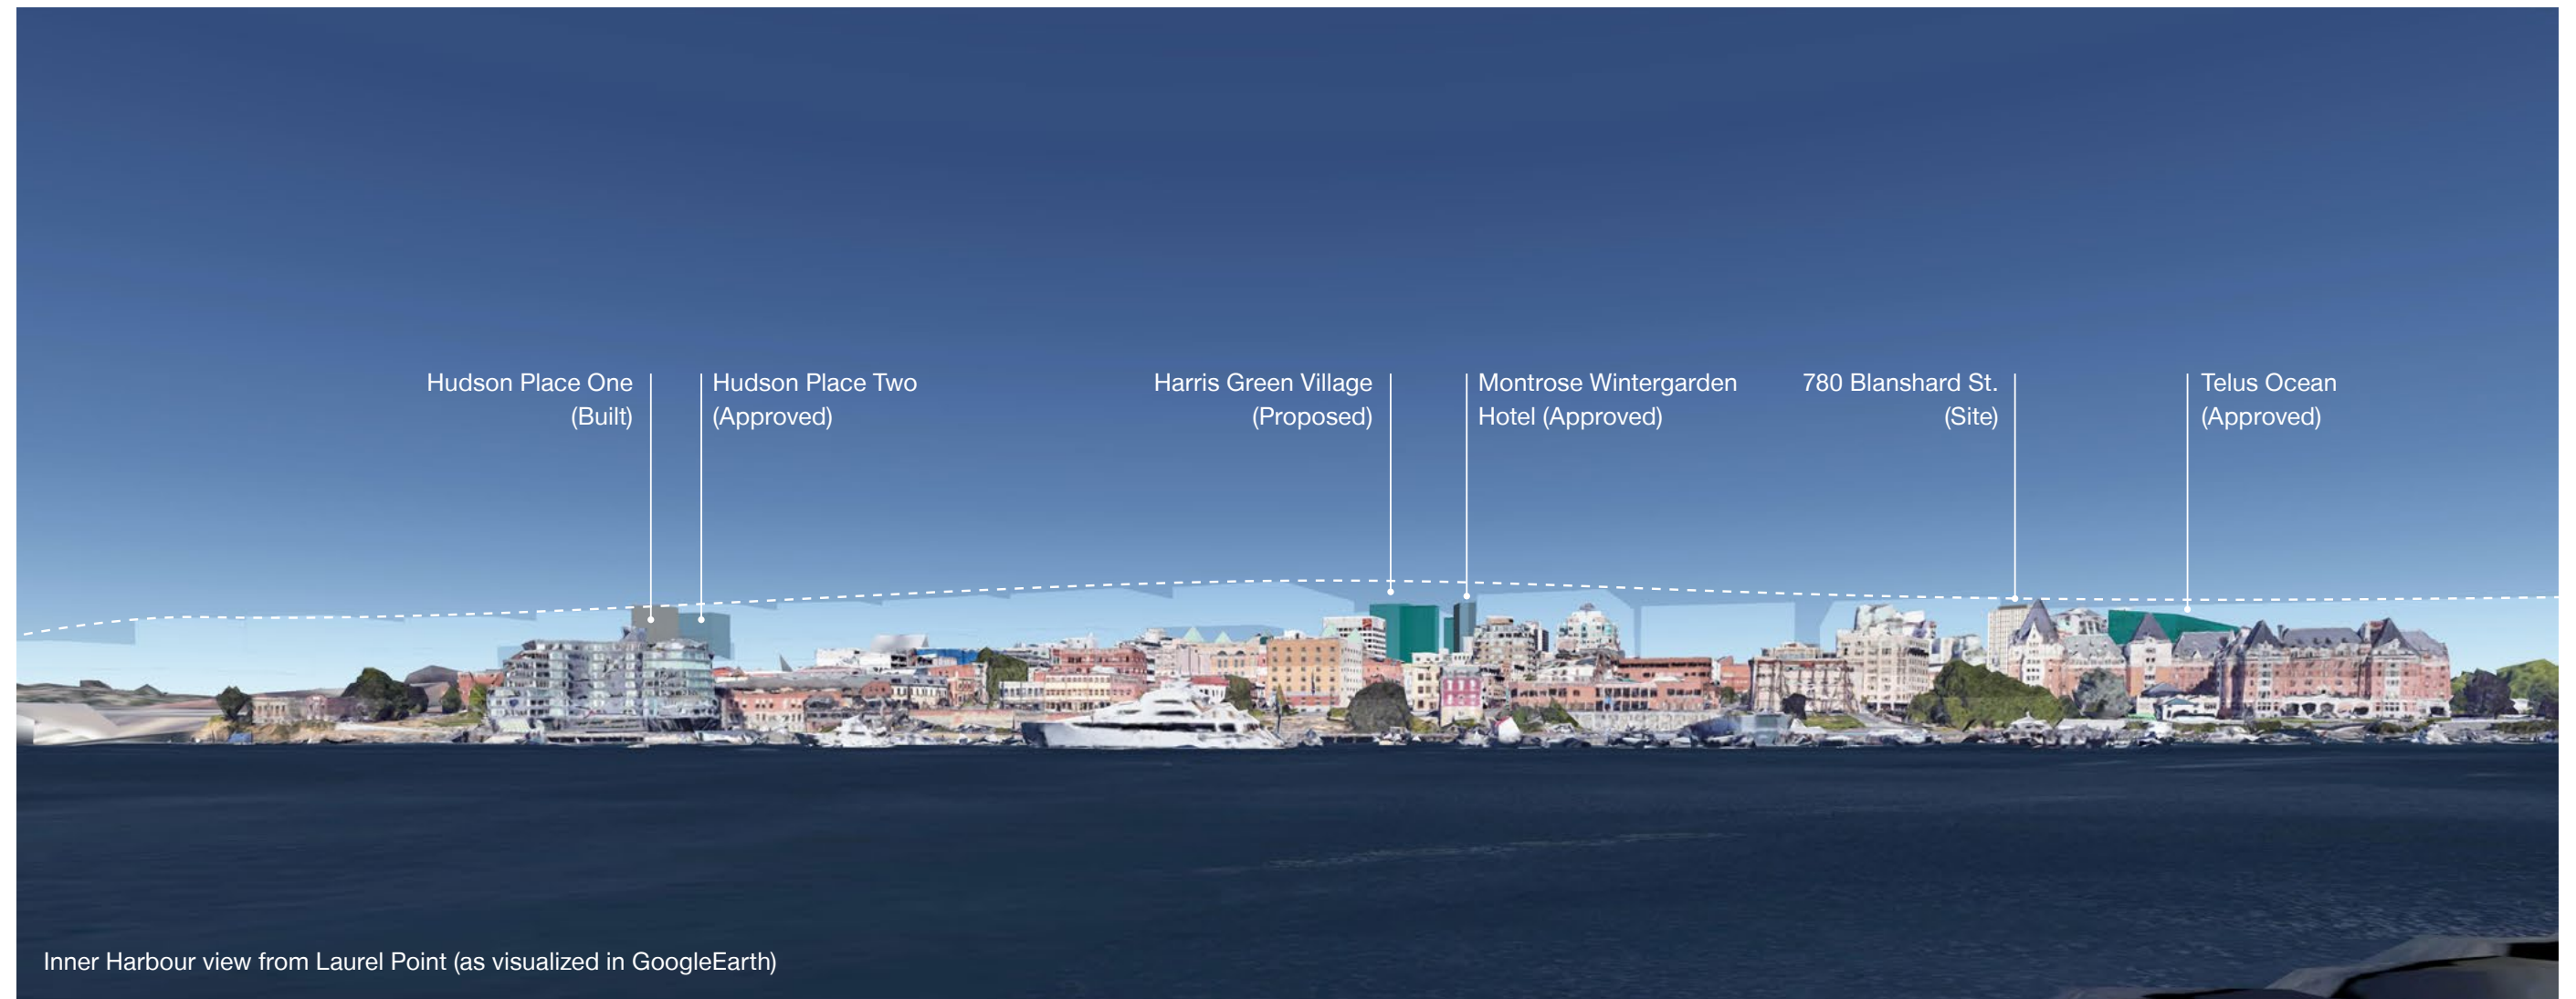 Hudson Place One
(Built)
Hudson Place Two
(Approved)
Harris Green Village
(Proposed)
Montrose Wintergarden
Hotel (Approved)
780 Blanshard St.
(Site)
Telus Ocean
(Approved)
Inner Harbour view from Laurel Point (as visualized in GoogleEarth)